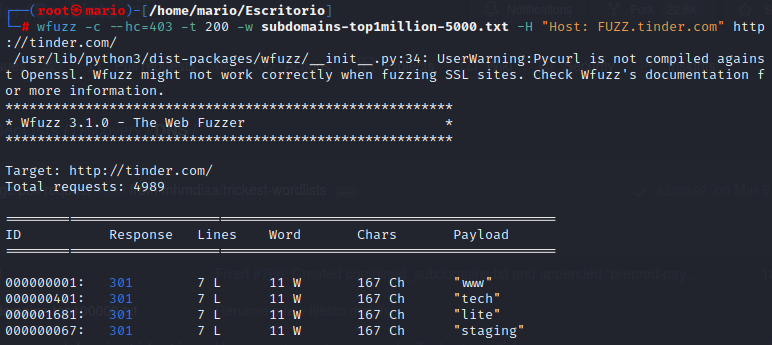 ┌──(root㉿mario)-[/home/mario/Escritorio]
└─# wfuzz -c --hc=403 -t 200 -w subdomains-top1million-5000.txt -H "Host: FUZZ.tinder.com" http
://tinder.com/
/usr/lib/python3/dist-packages/wfuzz/__init__.py:34: UserWarning:Pycurl is not compiled agains
t Openssl. Wfuzz might not work correctly when fuzzing SSL sites. Check Wfuzz's documentation f
or more information.
********************************************************
* Wfuzz 3.1.0 - The Web Fuzzer                         *
********************************************************
Target: http://tinder.com/
Total requests: 4989
=====================================================================
ID           Response   Lines    Word       Chars       Payload
=====================================================================
000000001:   301        7 L      11 W       167 Ch      "www"
000000401:   301        7 L      11 W       167 Ch      "tech"
000001681:   301        7 L      11 W       167 Ch      "lite"
000000067:   301        7 L      11 W       167 Ch      "staging"